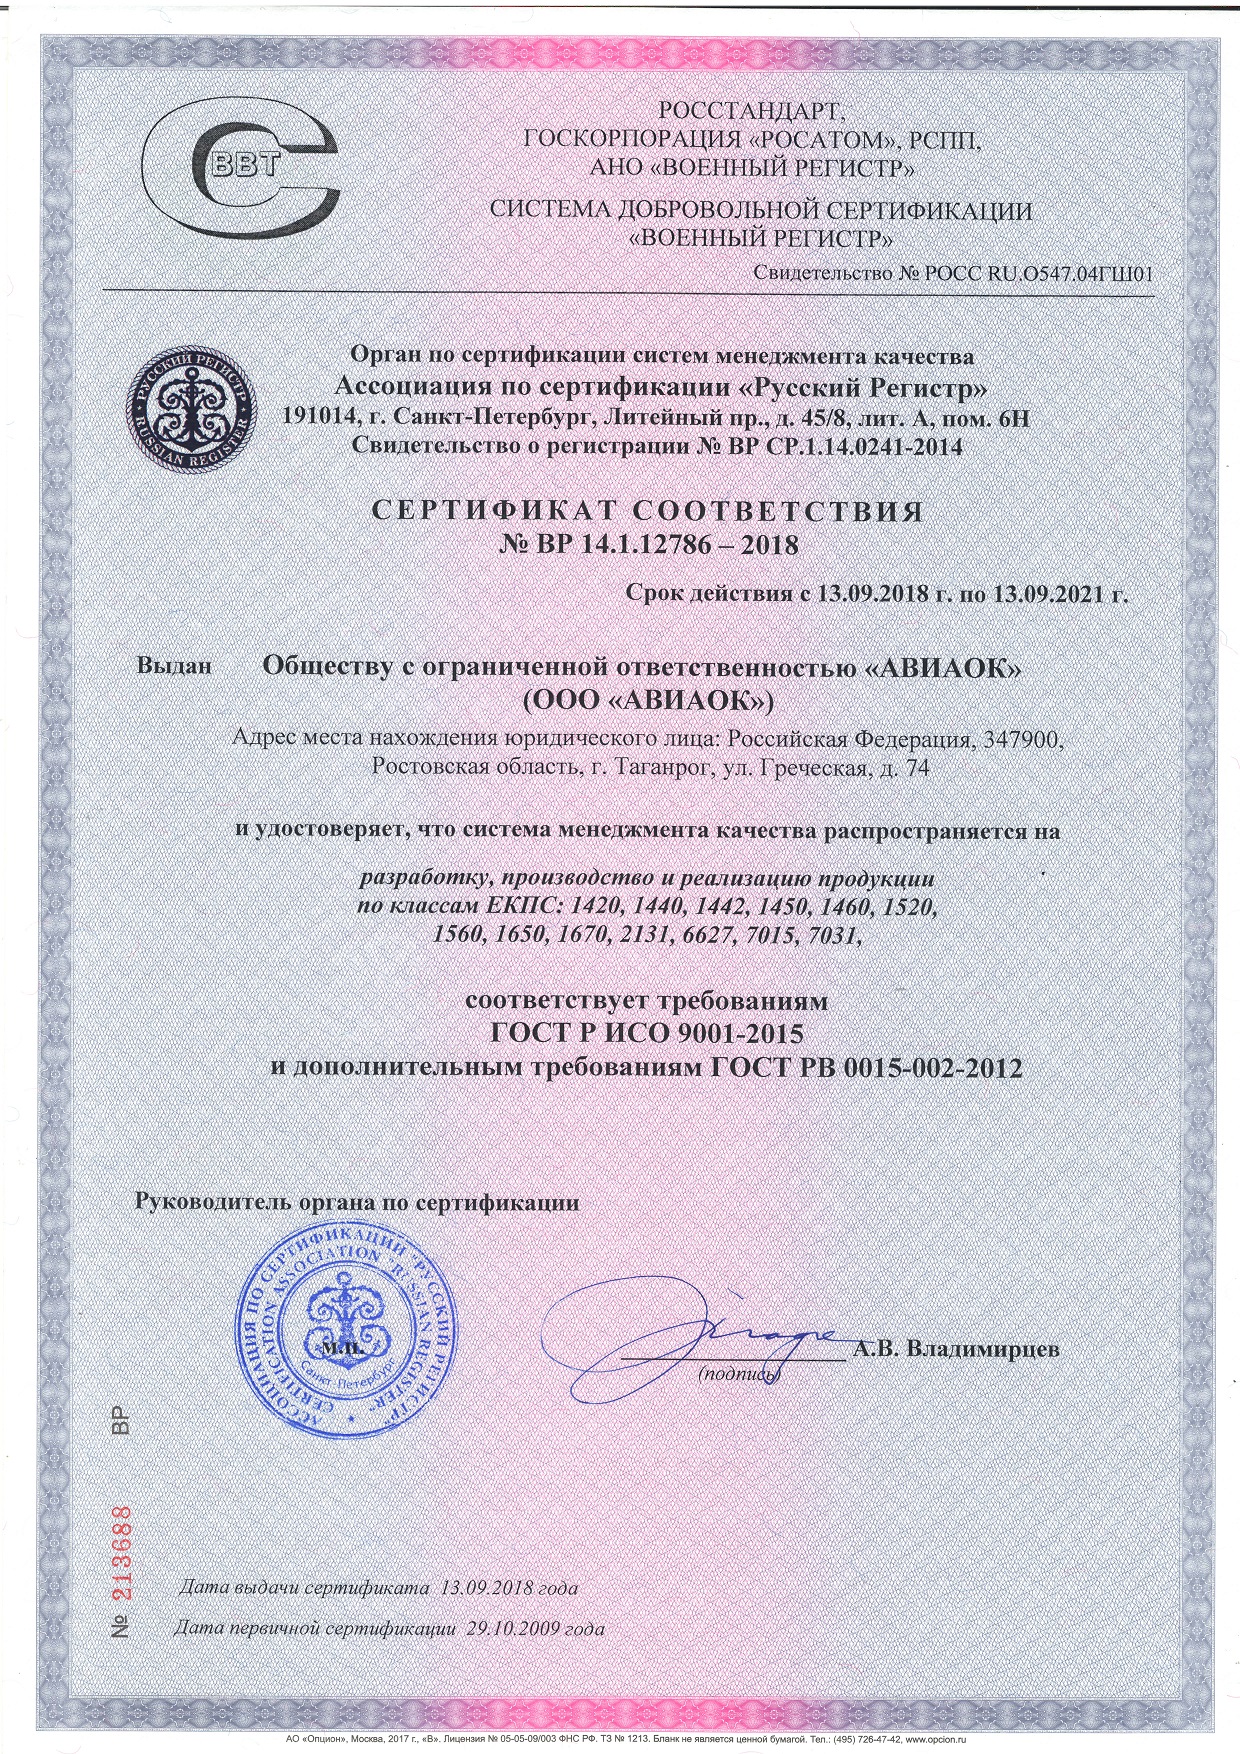 ВВТ
РОССТАНДАРТ,
ГОСКОРПОРАЦИЯ «РОСАТОМ», РСПП,
АНО «ВОЕННЫЙ РЕГИСТР»
СИСТЕМА ДОБРОВОЛЬНОЙ СЕРТИФИКАЦИИ
«ВОЕННЫЙ РЕГИСТР»
Свидетельство № РОСС RU.О547.04ГШ01
РУССКИЙ РЕГИСТР
RUSSIAN REGISTER
Орган по сертификации систем менеджмента качества
Ассоциация по сертификации «Русский Регистр»
191014, г. Санкт-Петербург, Литейный пр., д. 45/8, лит. А, пом. 6Н
Свидетельство о регистрации № ВР СР.1.14.0241-2014
СЕРТИФИКАТ СООТВЕТСТВИЯ
№ ВР 14.1.12786 – 2018
Срок действия с 13.09.2018 г. по 13.09.2021 г.
Выдан Обществу с ограниченной ответственностью «АВИАОК»
(ООО «АВИАОК»)
Адрес места нахождения юридического лица: Российская Федерация, 347900,
Ростовская область, г. Таганрог, ул. Греческая, д. 74
и удостоверяет, что система менеджмента качества распространяется на
разработку, производство и реализацию продукции
по классам ЕКПС: 1420, 1440, 1442, 1450, 1460, 1520,
1560, 1650, 1670, 2131, 6627, 7015, 7031,
соответствует требованиям
ГОСТ Р ИСО 9001-2015
и дополнительным требованиям ГОСТ РВ 0015-002-2012
Руководитель органа по сертификации
АССОЦИАЦИЯ ПО СЕРТИФИКАЦИИ "РУССКИЙ РЕГИСТР"
CERTIFICATION ASSOCIATION "RUSSIAN REGISTER"
Санкт-Петербург
м.п.
А.В. Владимирцев
(подпись)
№ 213688 ВР
Дата выдачи сертификата 13.09.2018 года
Дата первичной сертификации 29.10.2009 года
АО «Опцион», Москва, 2017 г., «В». Лицензия № 05-05-09/003 ФНС РФ. ТЗ № 1213. Бланк не является ценной бумагой. Тел.: (495) 726-47-42, www.opcion.ru